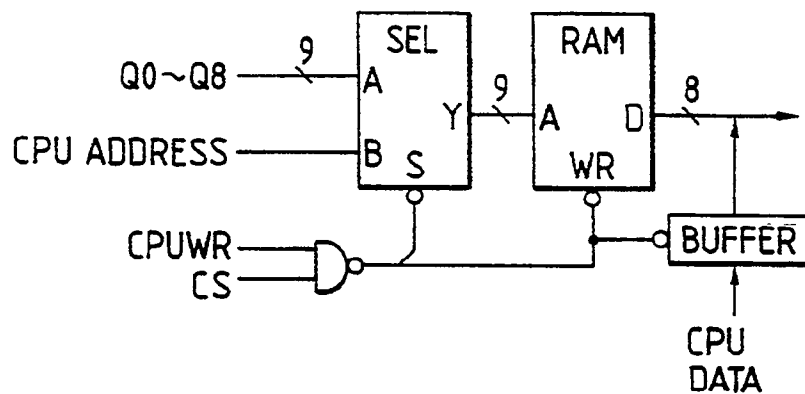 9
SEL
RAM
Q0~Q8
A
9
8
Y
A
D
CPU ADDRESS
B
S
WR
CPUWR
CS
BUFFER
CPU
DATA